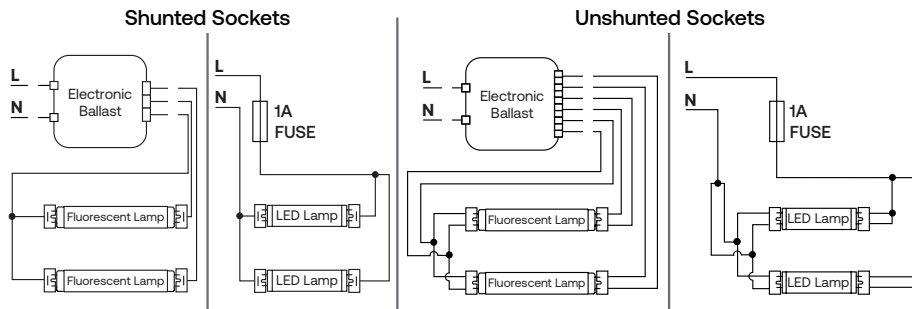 Shunted Sockets
Unshunted Sockets
L
N
Electronic
Ballast
Fluorescent Lamp
Fluorescent Lamp
L
N
1A
FUSE
LED Lamp
LED Lamp
L
N
Electronic
Ballast
Fluorescent Lamp
Fluorescent Lamp
L
N
1A
FUSE
LED Lamp
LED Lamp